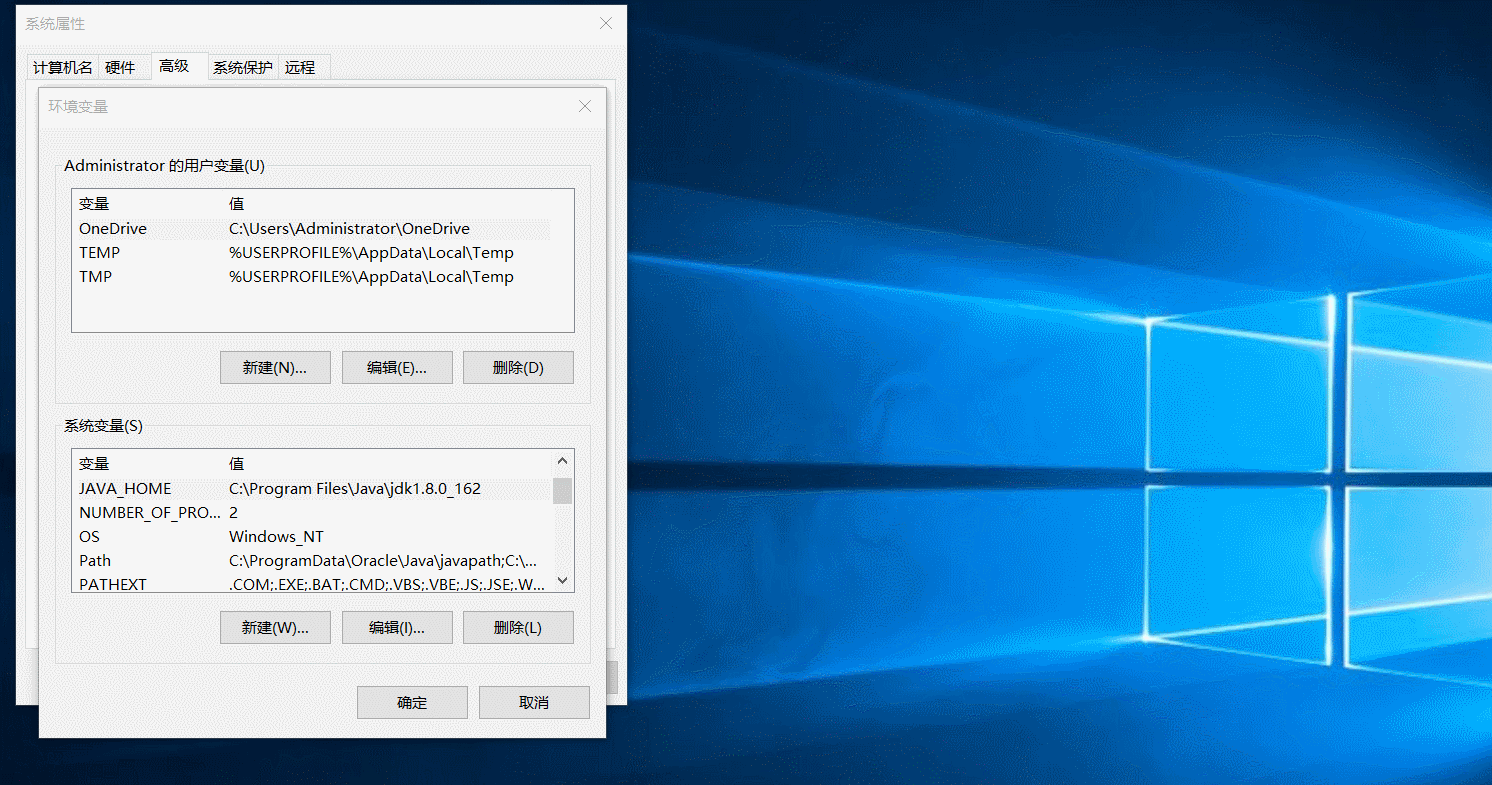 系统属性
计算机名 硬件 高级 系统保护 远程
环境变量
Administrator 的用户变量(U)
变量 值
OneDrive C:\Users\Administrator\OneDrive
TEMP %USERPROFILE%\AppData\Local\Temp
TMP %USERPROFILE%\AppData\Local\Temp
新建(N)... 编辑(E)... 删除(D)
系统变量(S)
变量 值
JAVA_HOME C:\Program Files\Java\jdk1.8.0_162
NUMBER_OF_PRO... 2
OS Windows_NT
Path C:\ProgramData\Oracle\Java\javapath;C:\...
PATHEXT .COM;.EXE;.BAT;.CMD;.VBS;.VBE;.JS;.JSE;.W...
新建(W)... 编辑(I)... 删除(L)
确定 取消